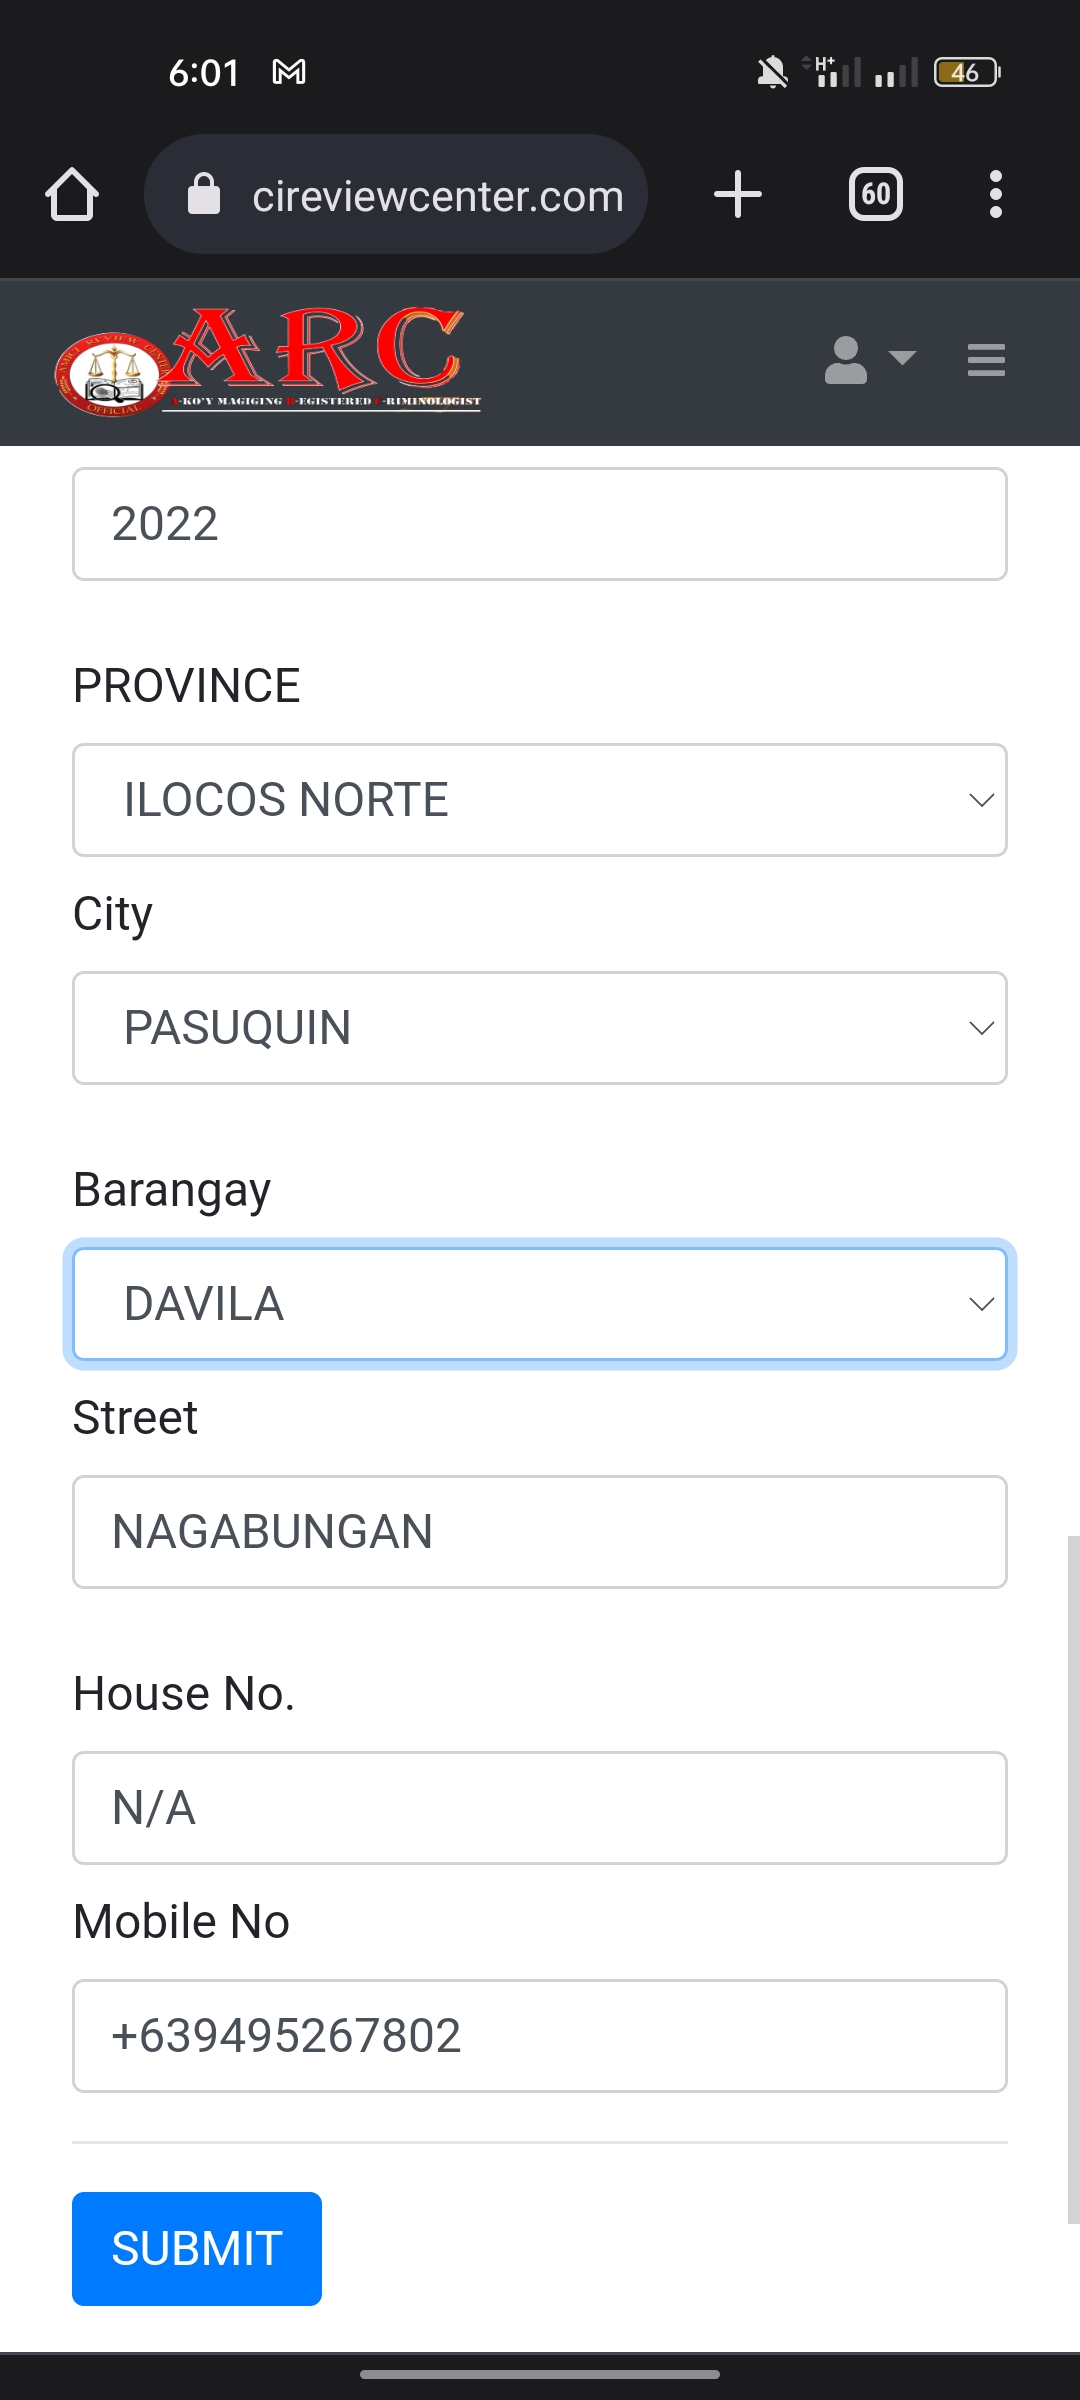 6:01
H+
46
cireviewcenter.com
60
ARC
A-KO'Y MAGIGING R-EGISTERED C-RIMINOLOGIST
OFFICIAL
2022
PROVINCE
ILOCOS NORTE
City
PASUQUIN
Barangay
DAVILA
Street
NAGABUNGAN
House No.
N/A
Mobile No
+639495267802
SUBMIT